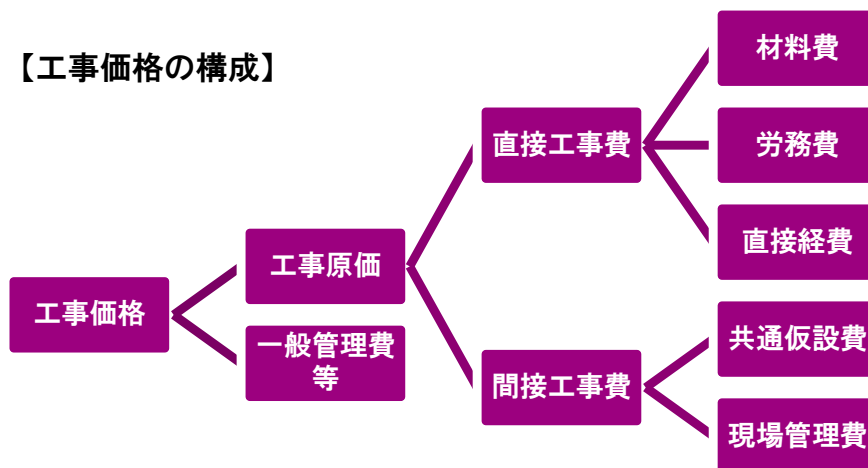 【工事価格の構成】
工事価格
工事原価
一般管理費
等
直接工事費
間接工事費
材料費
労務費
直接経費
共通仮設費
現場管理費